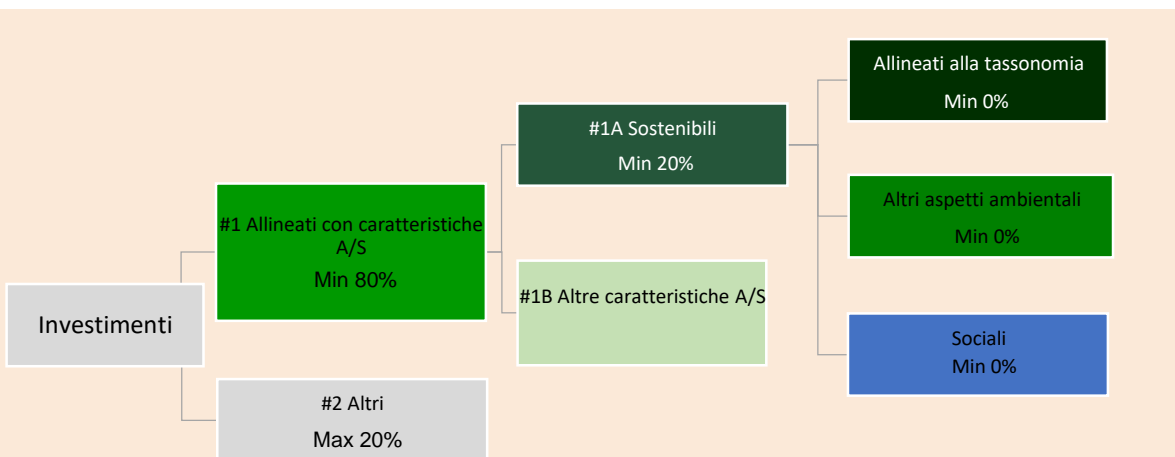 Investimenti
#1 Allineati con caratteristiche
A/S
Min 80%
#2 Altri
Max 20%
#1A Sostenibili
Min 20%
#1B Altre caratteristiche A/S
Allineati alla tassonomia
Min 0%
Altri aspetti ambientali
Min 0%
Sociali
Min 0%